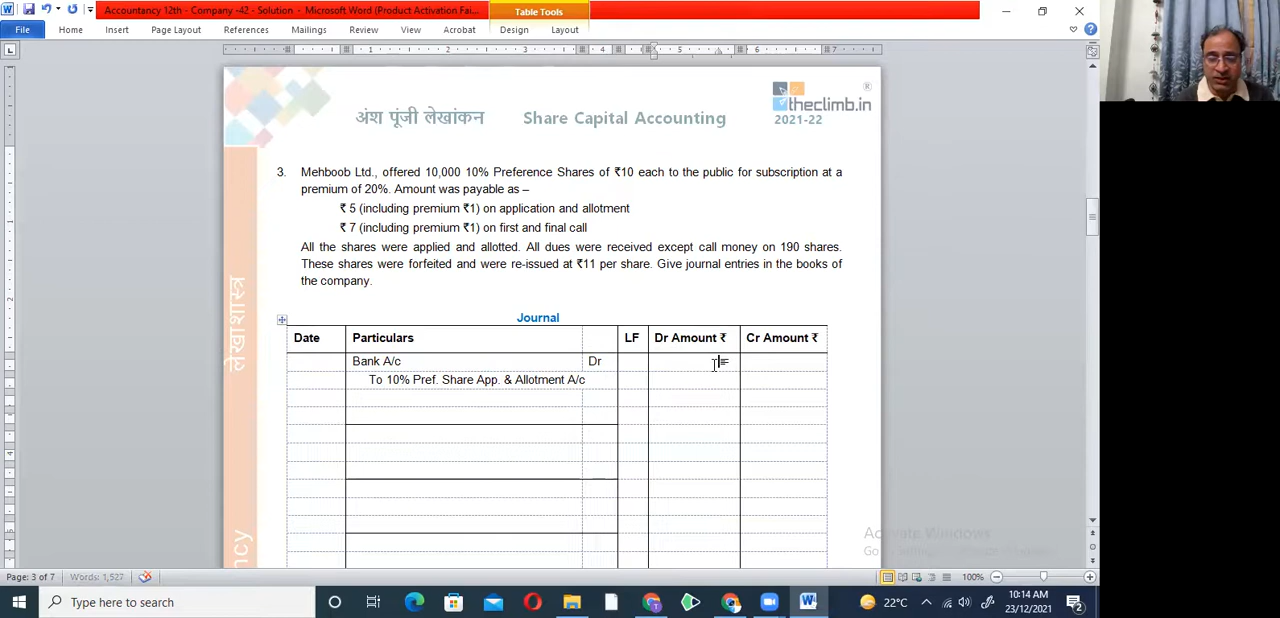 Accountancy 12th - Company -42 - Solution - Microsoft Word (Product Activation Fai
Table Tools
File Home Insert Page Layout References Mailings Review View Acrobat Design Layout
अंश पूंजी लेखांकन Share Capital Accounting
theclimb.in
2021-22
3. Mehboob Ltd., offered 10,000 10% Preference Shares of ₹10 each to the public for subscription at a
premium of 20%. Amount was payable as –
₹ 5 (including premium ₹1) on application and allotment
₹ 7 (including premium ₹1) on first and final call
All the shares were applied and allotted. All dues were received except call money on 190 shares.
These shares were forfeited and were re-issued at ₹11 per share. Give journal entries in the books of
the company.
लेखाशास्त्र
Journal
Date Particulars LF Dr Amount ₹ Cr Amount ₹
Bank A/c Dr
To 10% Pref. Share App. & Allotment A/c
Activate Windows
Page: 3 of 7 Words: 1,527 100%
Type here to search
22°C
10:14 AM
23/12/2021
2